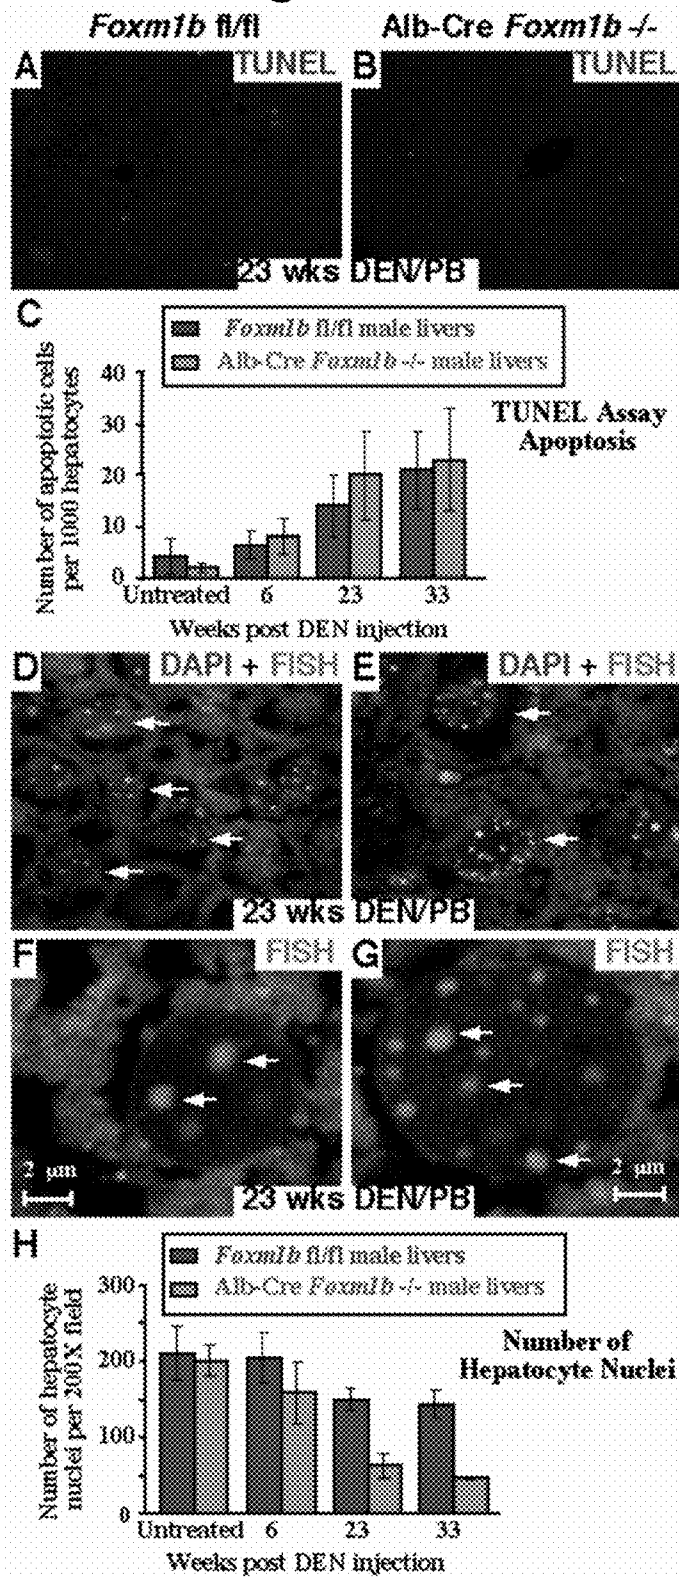 Foxm1b fl/fl
Alb-Cre Foxm1b -/-
A
TUNEL
B
TUNEL
23 wks DEN/PB
C
Foxm1b fl/fl male livers
Alb-Cre Foxm1b -/- male livers
Number of apoptotic cells
per 1000 hepatocytes
40
30
20
10
0
TUNEL Assay
Apoptosis
Untreated 6 23 33
Weeks post DEN injection
D
DAPI + FISH
E
DAPI + FISH
23 wks DEN/PB
F
FISH
G
FISH
2 μm
2 μm
23 wks DEN/PB
H
Foxm1b fl/fl male livers
Alb-Cre Foxm1b -/- male livers
Number of hepatocyte
nuclei per 200X field
300
200
100
0
Number of
Hepatocyte Nuclei
Untreated 6 23 33
Weeks post DEN injection